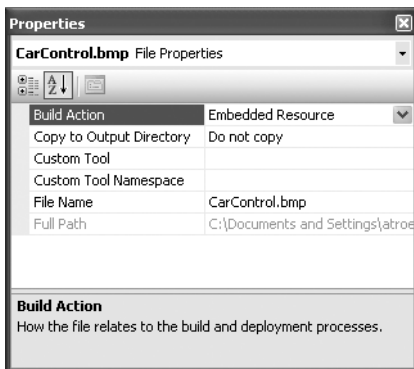 Properties
CarControl.bmp File Properties
Build Action Embedded Resource
Copy to Output Directory Do not copy
Custom Tool
Custom Tool Namespace
File Name CarControl.bmp
Full Path C:\Documents and Settings\atroe
Build Action
How the file relates to the build and deployment processes.